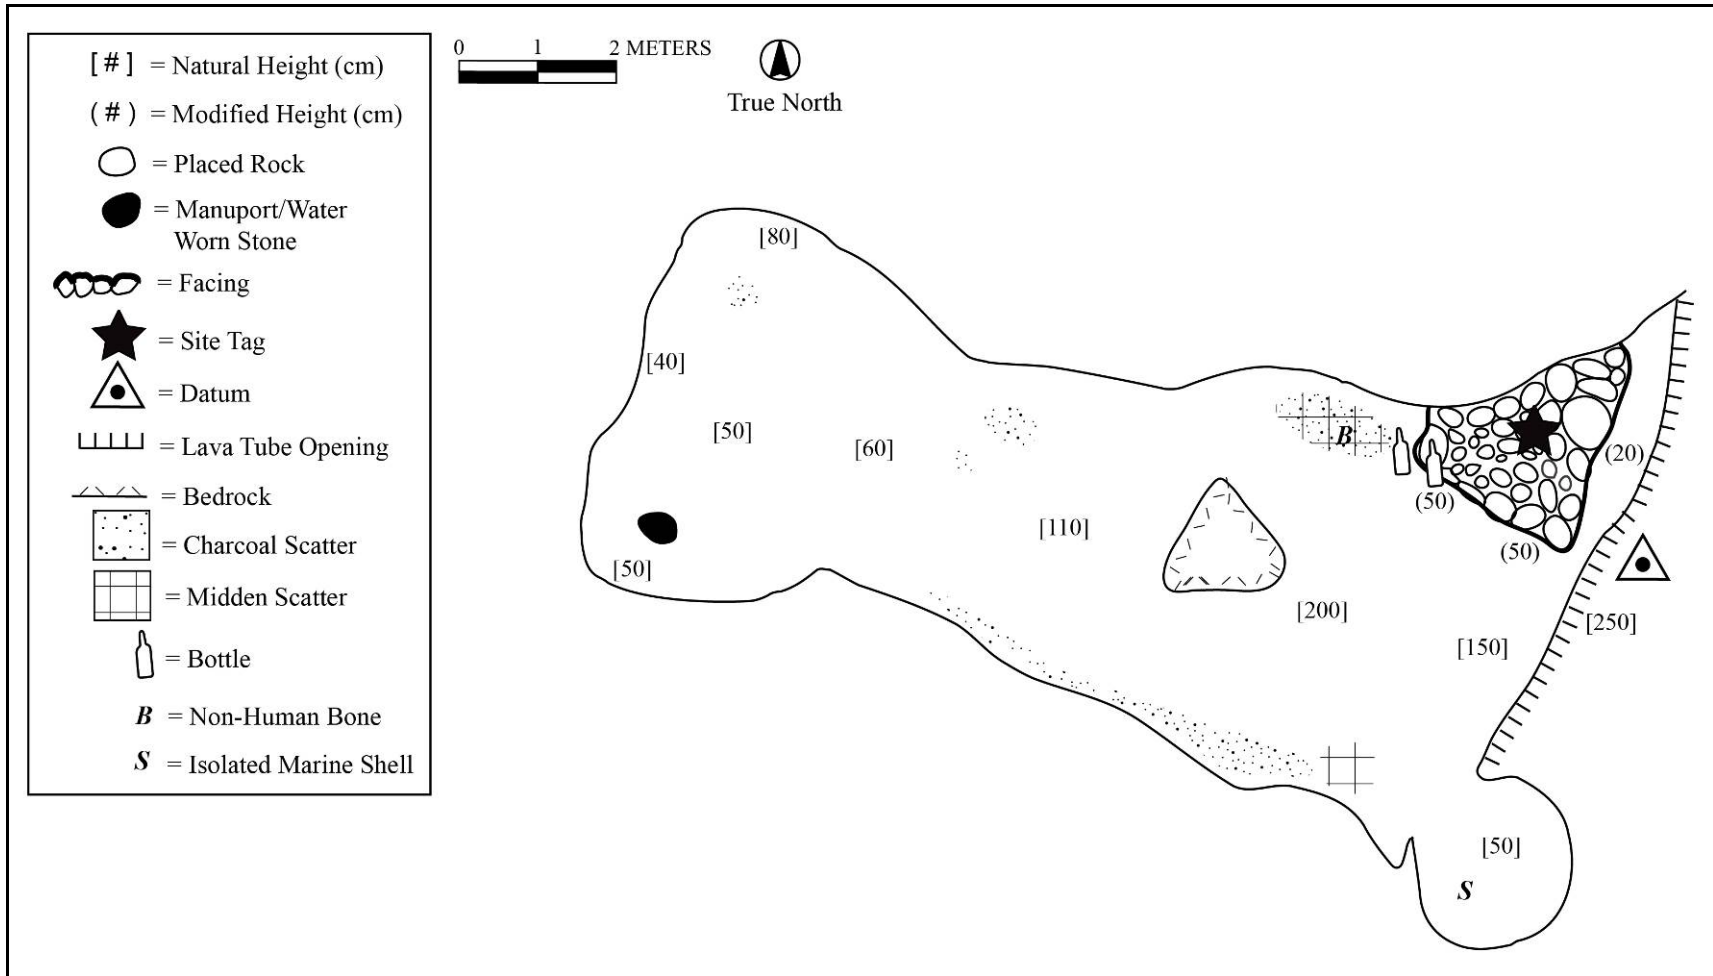 [#] = Natural Height (cm)
(#) = Modified Height (cm)
= Placed Rock
= Manuport/Water
Worn Stone
= Facing
= Site Tag
= Datum
= Lava Tube Opening
= Bedrock
= Charcoal Scatter
= Midden Scatter
= Bottle
B = Non-Human Bone
S = Isolated Marine Shell
0 1 2 METERS
True North
[80]
[40]
[50]
[60]
B
(20)
(50)
[110]
(50)
[50]
[200]
[250]
[150]
[50]
S